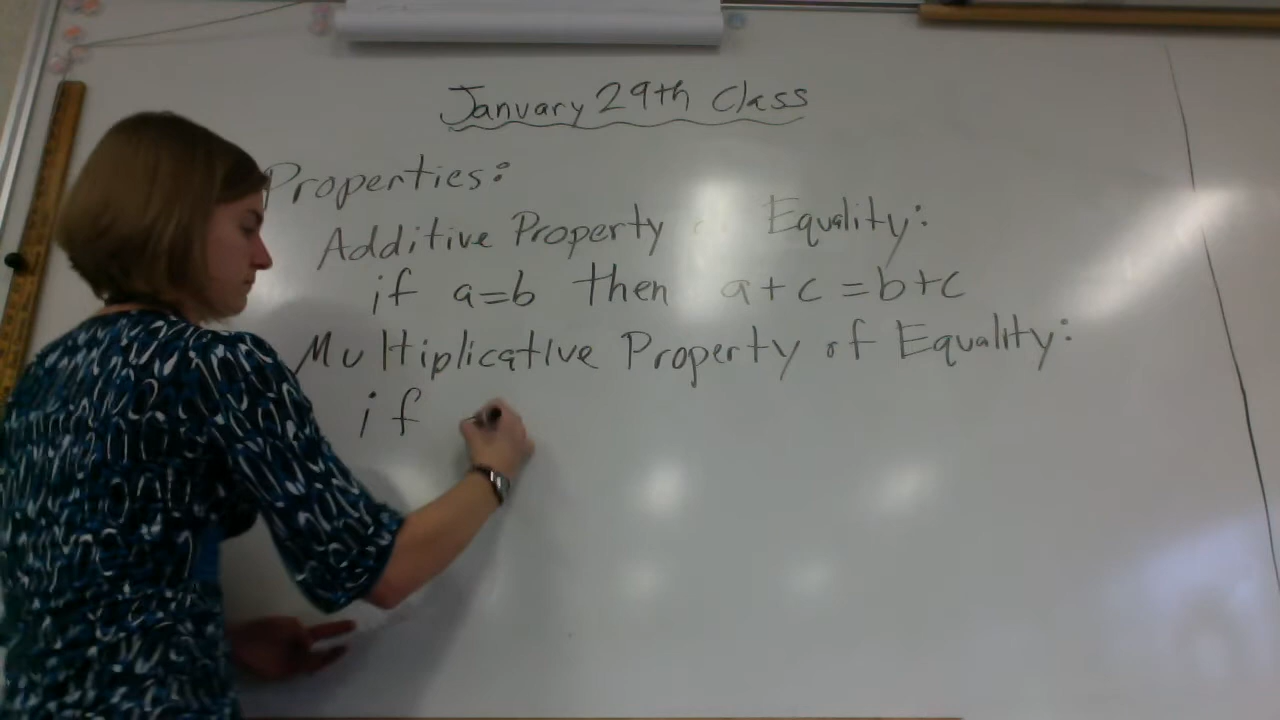 January 29th Class
Properties:
Additive Property Equality:
if a=b then a+c=b+c
Multiplicative Property of Equality:
if